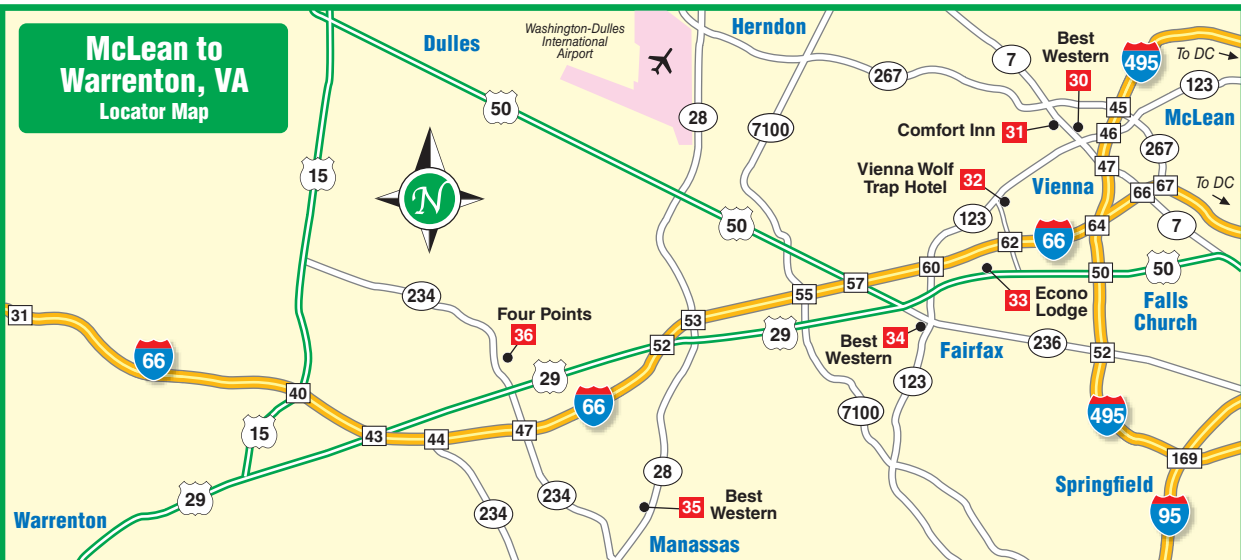 McLean to
Warrenton, VA
Locator Map
Dulles
Washington-Dulles
International
Airport
Herndon
Best
Western
30
495
To DC
7
267
123
45
McLean
50
28
7100
Comfort Inn
31
46
267
15
N
Vienna Wolf
Trap Hotel
32
47
Vienna
66
67
To DC
50
123
62
66
64
7
60
50
50
234
57
55
33
Econo
Lodge
Falls
Church
31
Four Points
36
53
29
Best
Western
34
Fairfax
236
52
52
66
29
123
40
66
7100
495
15
43
44
47
169
28
Springfield
29
234
234
35
Best
Western
95
Warrenton
Manassas